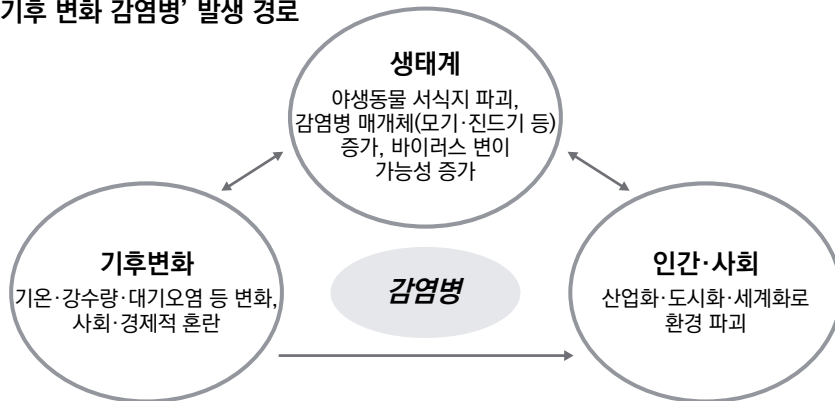 기후 변화 감염병’ 발생 경로
생태계
야생동물 서식지 파괴,
감염병 매개체(모기·진드기 등)
증가, 바이러스 변이
가능성 증가
기후변화
기온·강수량·대기오염 등 변화,
사회·경제적 혼란
감염병
인간·사회
산업화·도시화·세계화로
환경 파괴